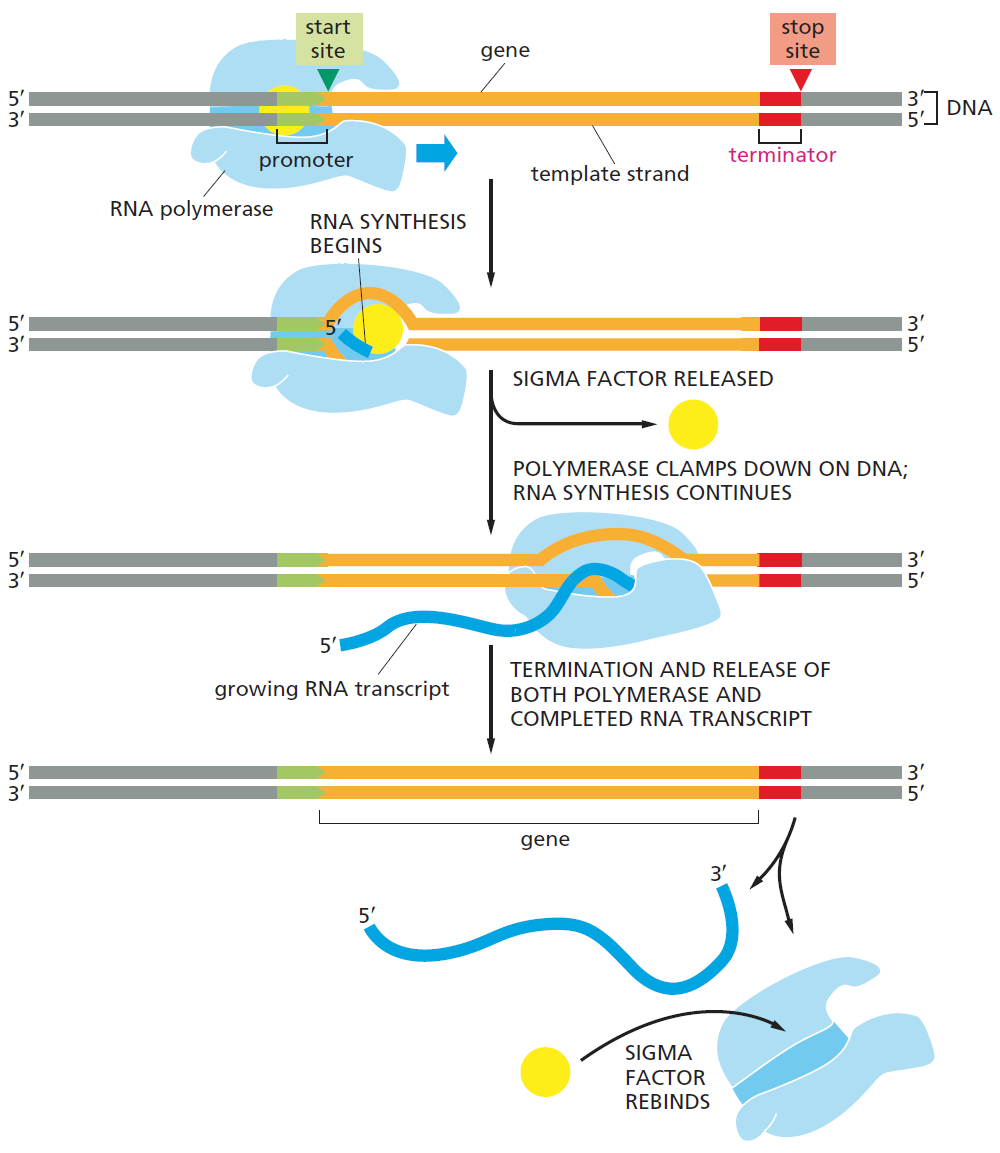 start
site
stop
site
gene
5′
3′
3′
5′
DNA
promoter
terminator
template strand
RNA polymerase
RNA SYNTHESIS
BEGINS
5′
3′
5′
3′
5′
SIGMA FACTOR RELEASED
POLYMERASE CLAMPS DOWN ON DNA;
RNA SYNTHESIS CONTINUES
5′
3′
3′
5′
5′
growing RNA transcript
TERMINATION AND RELEASE OF
BOTH POLYMERASE AND
COMPLETED RNA TRANSCRIPT
5′
3′
3′
5′
gene
3′
5′
SIGMA
FACTOR
REBINDS